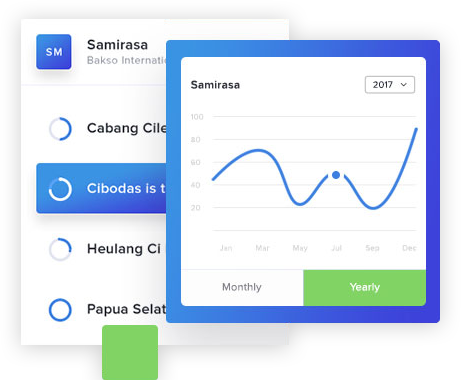 SM
Samirasa
Bakso Internatio
Cabang Cile
Cibodas is t
Heulang Ci
Papua Selat
Samirasa
2017
100
80
60
40
20
Jan Mar May Jul Sep Dec
Monthly Yearly